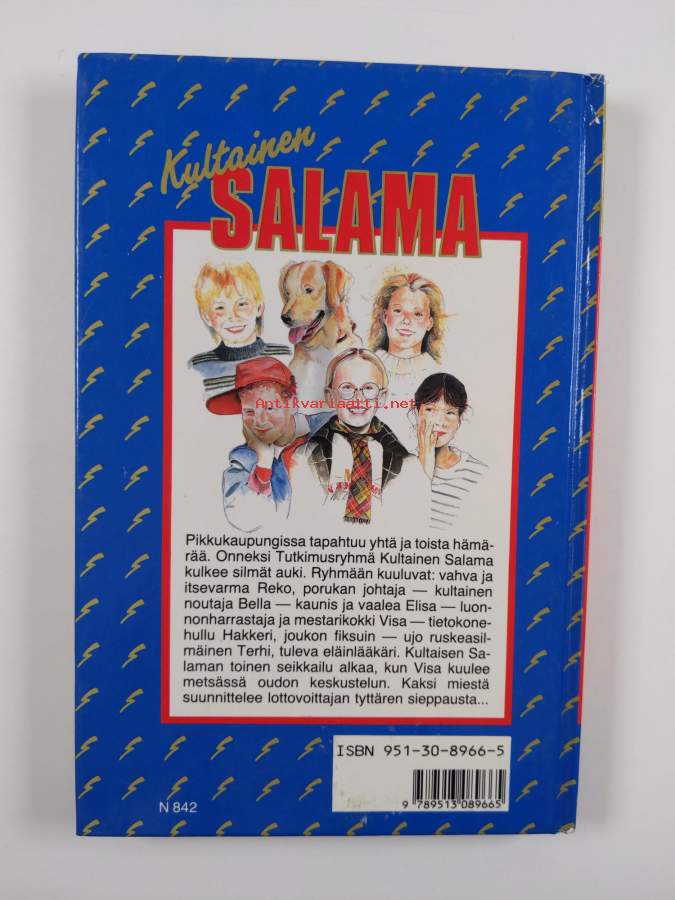 Kultainen
SALAMA
Antikvariaatti.net
Pikkukaupungissa tapahtuu yhtä ja toista hämä-
rää. Onneksi Tutkimusryhmä Kultainen Salama
kulkee silmät auki. Ryhmään kuuluvat: vahva ja
itsevarma Reko, porukan johtaja — kultainen
noutaja Bella — kaunis ja vaalea Elisa — luon-
nonharrastaja ja mestarikokki Visa — tietokone-
hullu Hakkeri, joukon fiksuin — ujo ruskeasil-
mäinen Terhi, tuleva eläinlääkäri. Kultaisen Sa-
laman toinen seikkailu alkaa, kun Visa kuulee
metsässä oudon keskustelun. Kaksi miestä
suunnittelee lottovoittajan tyttären sieppausta...
ISBN 951-30-8966-5
9 789513 089665
N 842